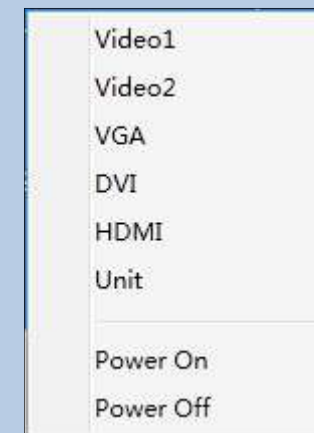 Video1
Video2
VGA
DVI
HDMI
Unit
Power On
Power Off